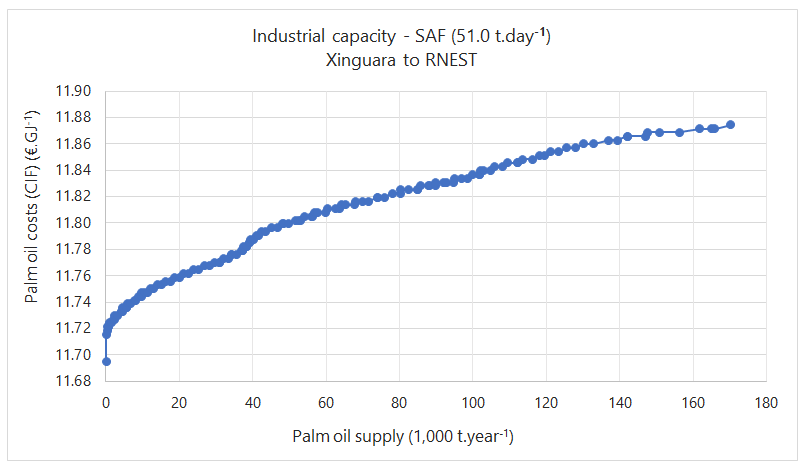 Industrial capacity - SAF (51.0 t.day⁻¹)
Xinguara to RNEST
Palm oil costs (CIF) (€.GJ⁻¹)
11.90
11.88
11.86
11.84
11.82
11.80
11.78
11.76
11.74
11.72
11.70
11.68
0 20 40 60 80 100 120 140 160 180
Palm oil supply (1,000 t.year⁻¹)